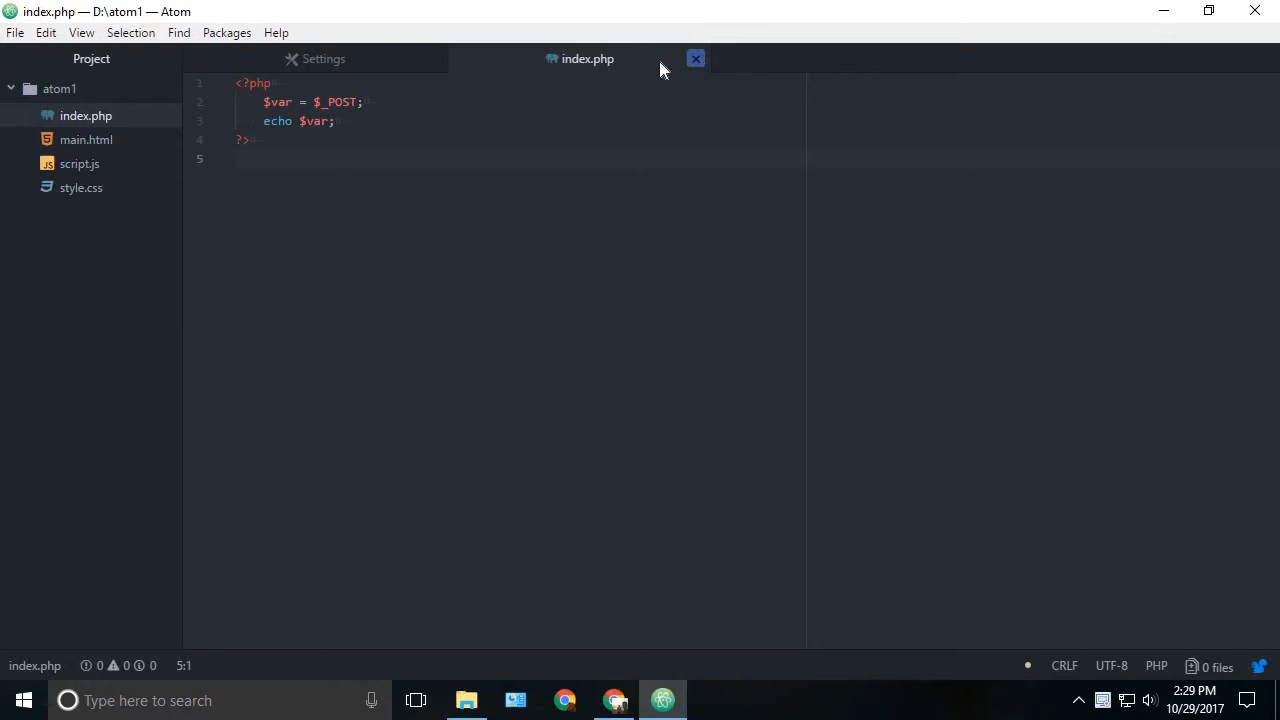 index.php — D:\atom1 — Atom
File Edit View Selection Find Packages Help
Project
Settings
index.php
atom1
index.php
main.html
JS script.js
style.css
1 <?php
2 $var = $_POST;
3 echo $var;
4 ?>
5
index.php 0 0 0 5:1
CRLF UTF-8 PHP 0 files
Type here to search
2:29 PM
10/29/2017